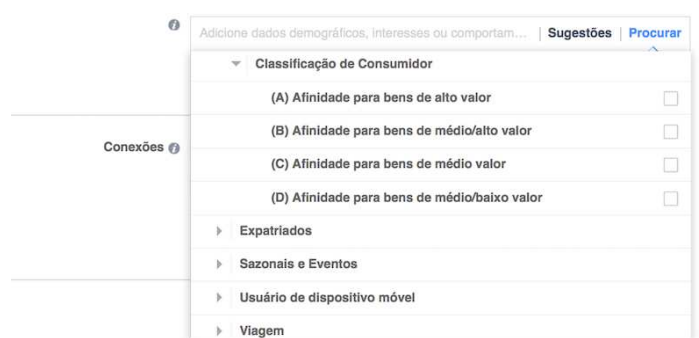 Adicione dados demográficos, interesses ou comportam... | Sugestões | Procurar
Classificação de Consumidor
(A) Afinidade para bens de alto valor
(B) Afinidade para bens de médio/alto valor
Conexões
(C) Afinidade para bens de médio valor
(D) Afinidade para bens de médio/baixo valor
Expatriados
Sazonais e Eventos
Usuário de dispositivo móvel
Viagem